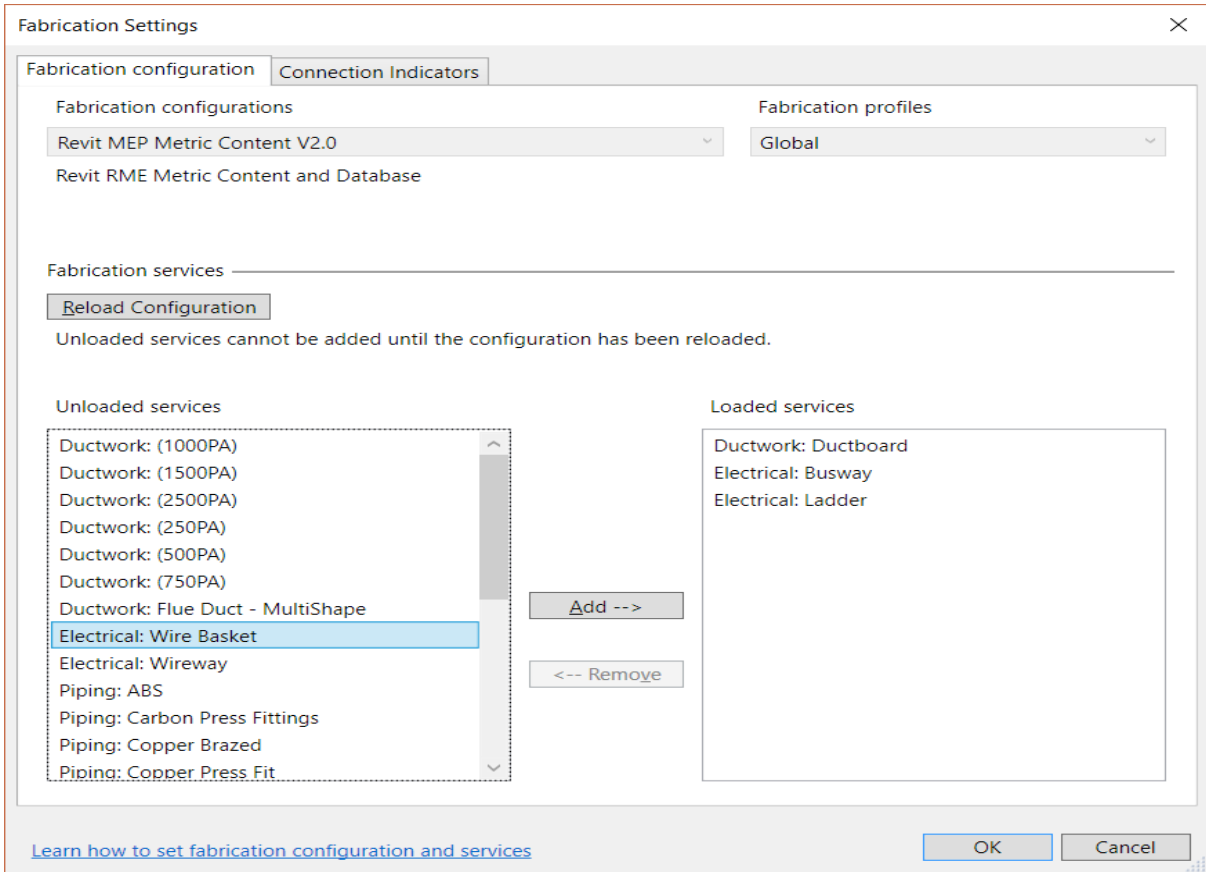 Fabrication Settings
Fabrication configuration
Connection Indicators
Fabrication configurations
Fabrication profiles
Revit MEP Metric Content V2.0
Global
Revit RME Metric Content and Database
Fabrication services
Reload Configuration
Unloaded services cannot be added until the configuration has been reloaded.
Unloaded services
Ductwork: (1000PA)
Ductwork: (1500PA)
Ductwork: (2500PA)
Ductwork: (250PA)
Ductwork: (500PA)
Ductwork: (750PA)
Ductwork: Flue Duct - MultiShape
Electrical: Wire Basket
Electrical: Wireway
Piping: ABS
Piping: Carbon Press Fittings
Piping: Copper Brazed
Piping: Copper Press Fit
Add -->
<-- Remove
Loaded services
Ductwork: Ductboard
Electrical: Busway
Electrical: Ladder
Learn how to set fabrication configuration and services
OK
Cancel